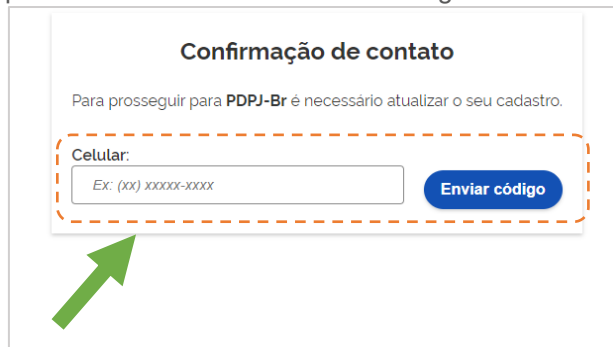 Confirmação de contato
Para prosseguir para PDPJ-Br é necessário atualizar o seu cadastro.
Celular:
Ex: (xx) xxxxx-xxxx
Enviar código